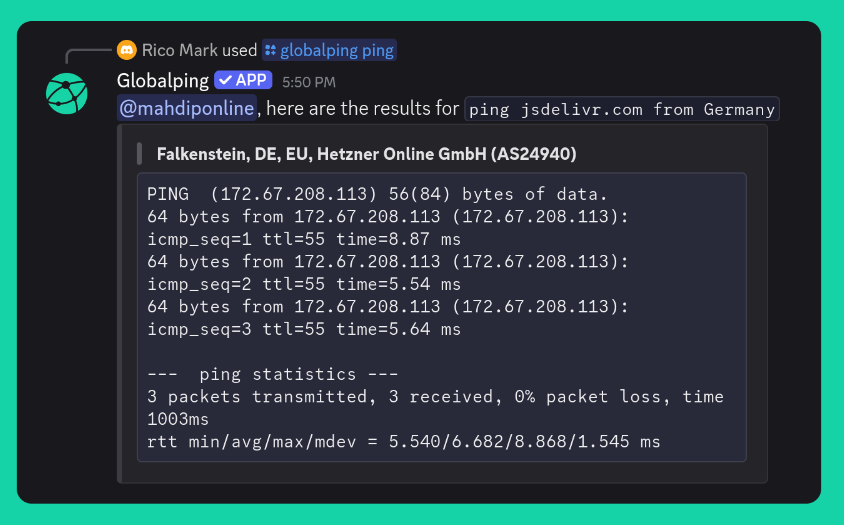 Rico Mark used globalping ping
Globalping APP 5:50 PM
@mahdiponline, here are the results for ping jsdelivr.com from Germany
Falkenstein, DE, EU, Hetzner Online GmbH (AS24940)
PING  (172.67.208.113) 56(84) bytes of data.
64 bytes from 172.67.208.113 (172.67.208.113):
icmp_seq=1 ttl=55 time=8.87 ms
64 bytes from 172.67.208.113 (172.67.208.113):
icmp_seq=2 ttl=55 time=5.54 ms
64 bytes from 172.67.208.113 (172.67.208.113):
icmp_seq=3 ttl=55 time=5.64 ms
---  ping statistics ---
3 packets transmitted, 3 received, 0% packet loss, time
1003ms
rtt min/avg/max/mdev = 5.540/6.682/8.868/1.545 ms